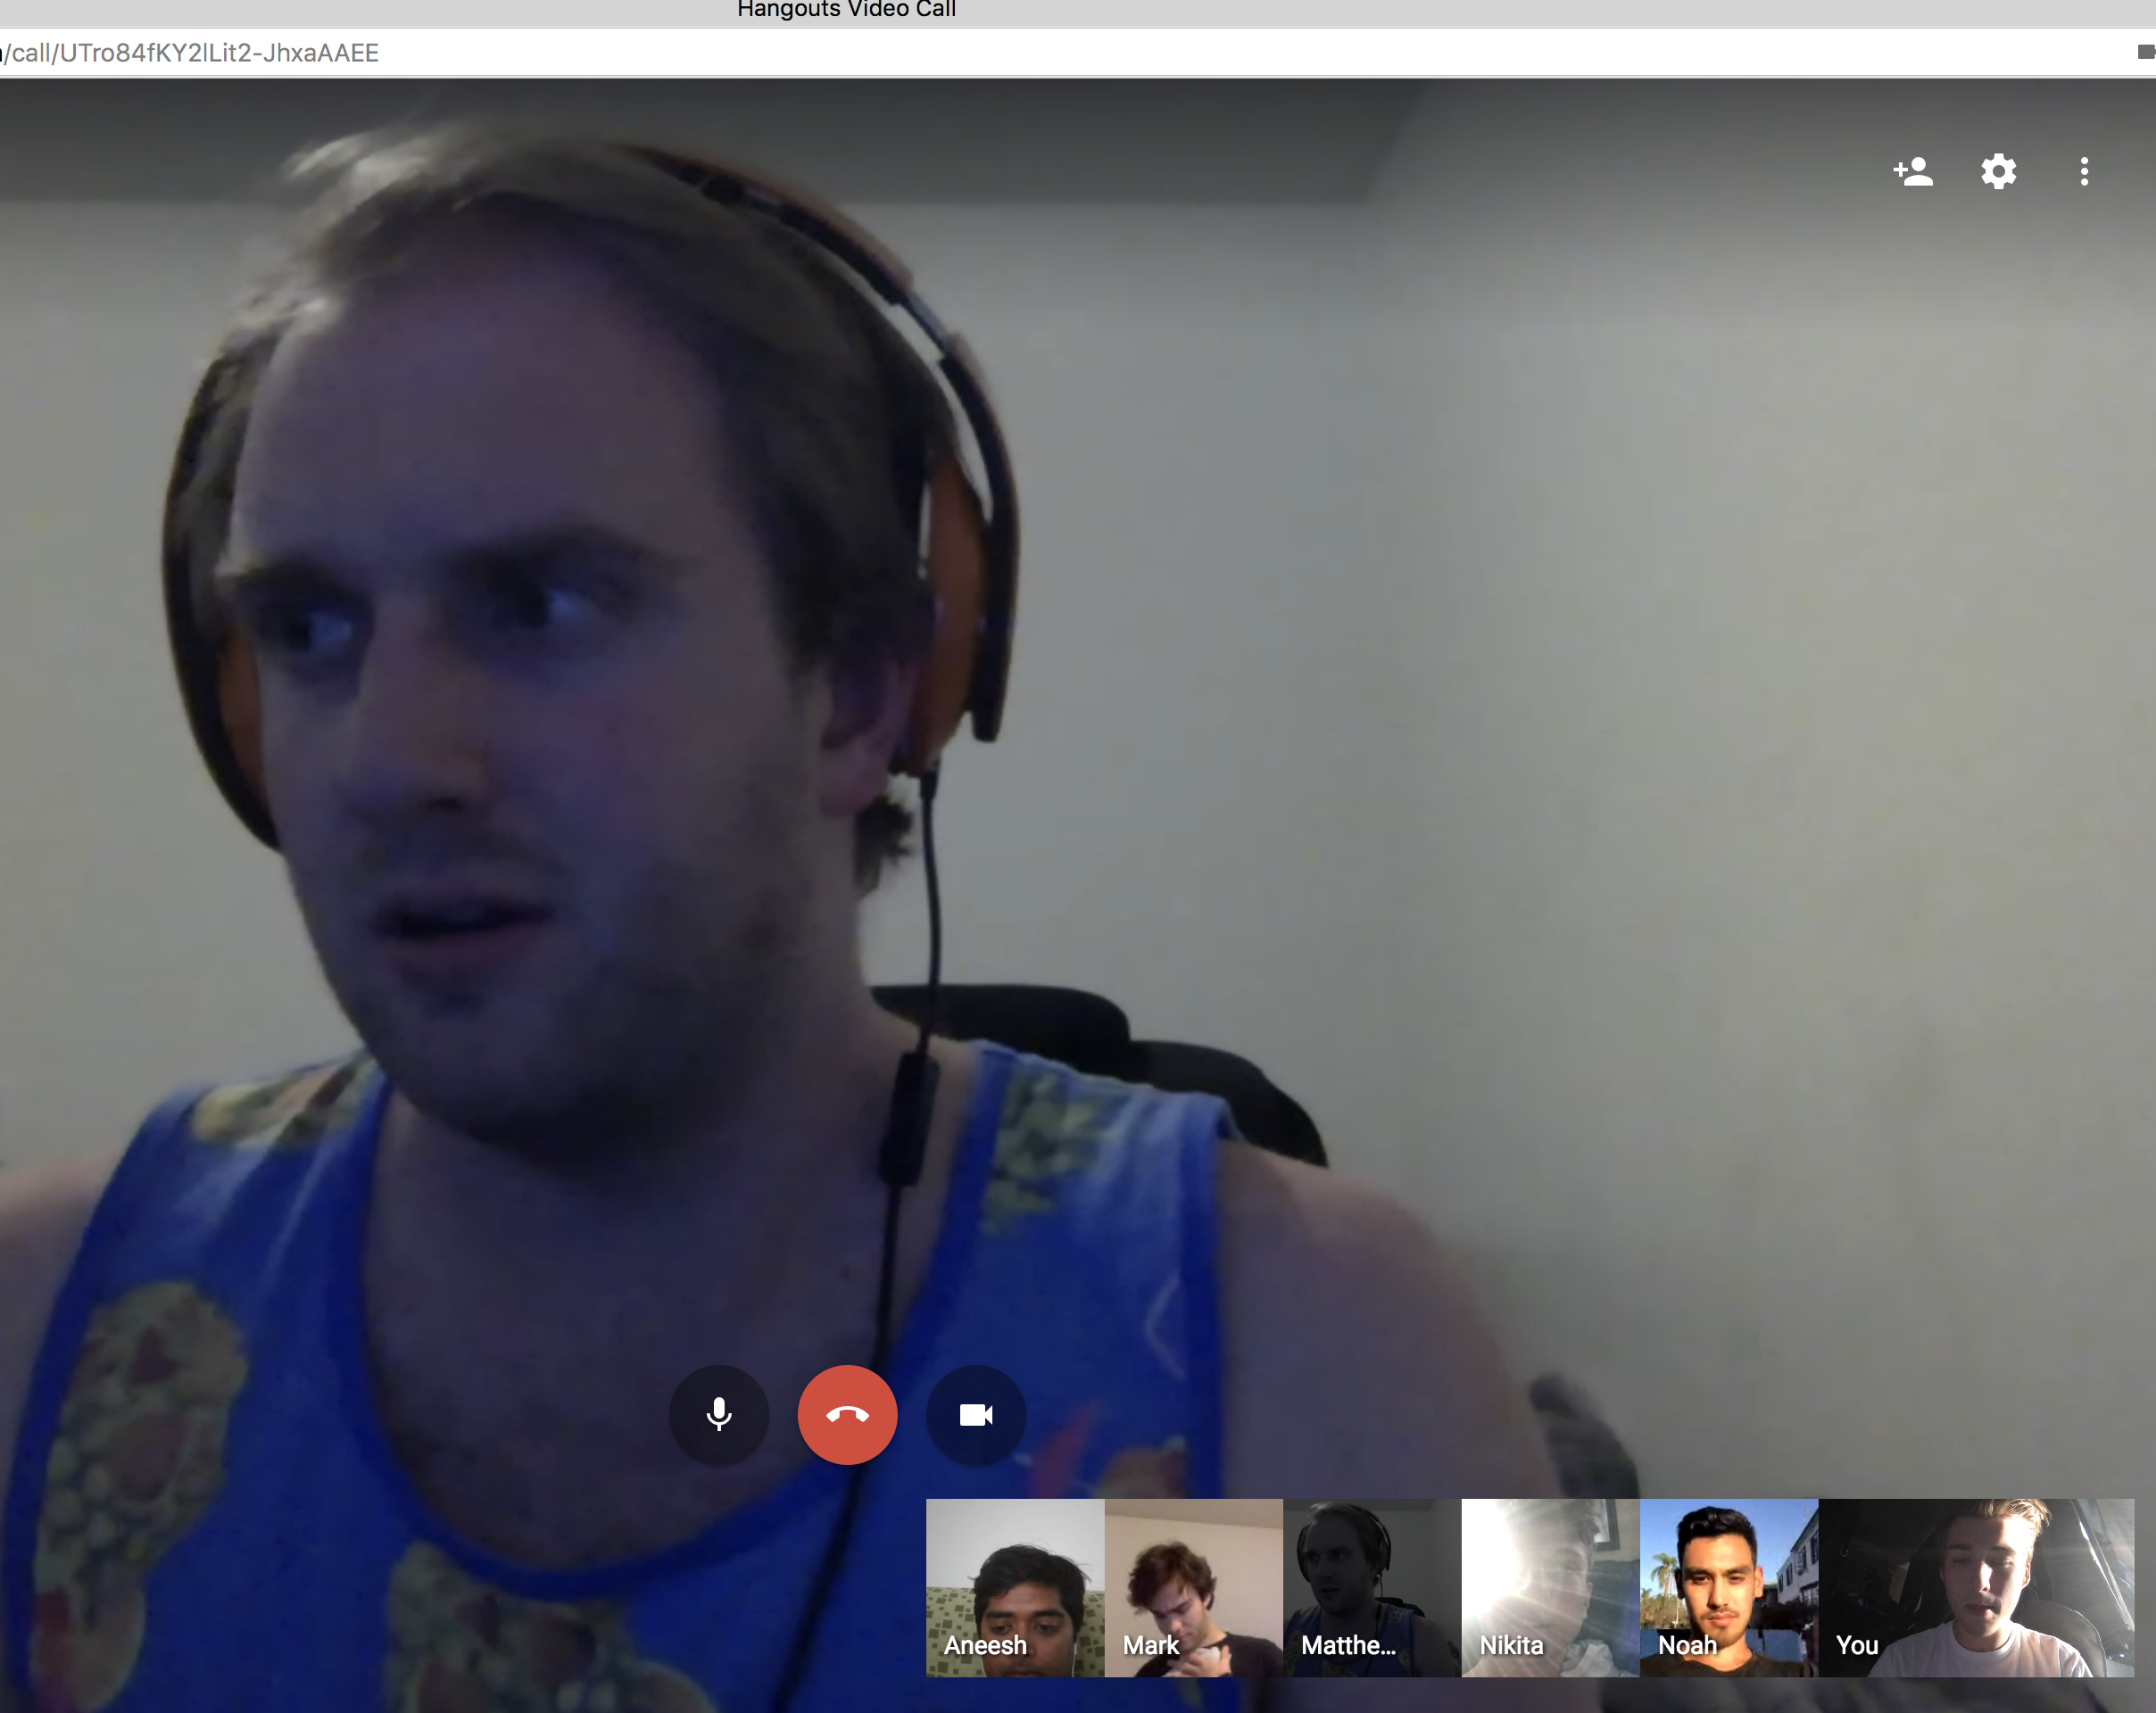 Hangouts Video Call
/call/UTro84fKY2lLit2-JhxaAAEE
Aneesh
Mark
Matthe...
Nikita
Noah
You